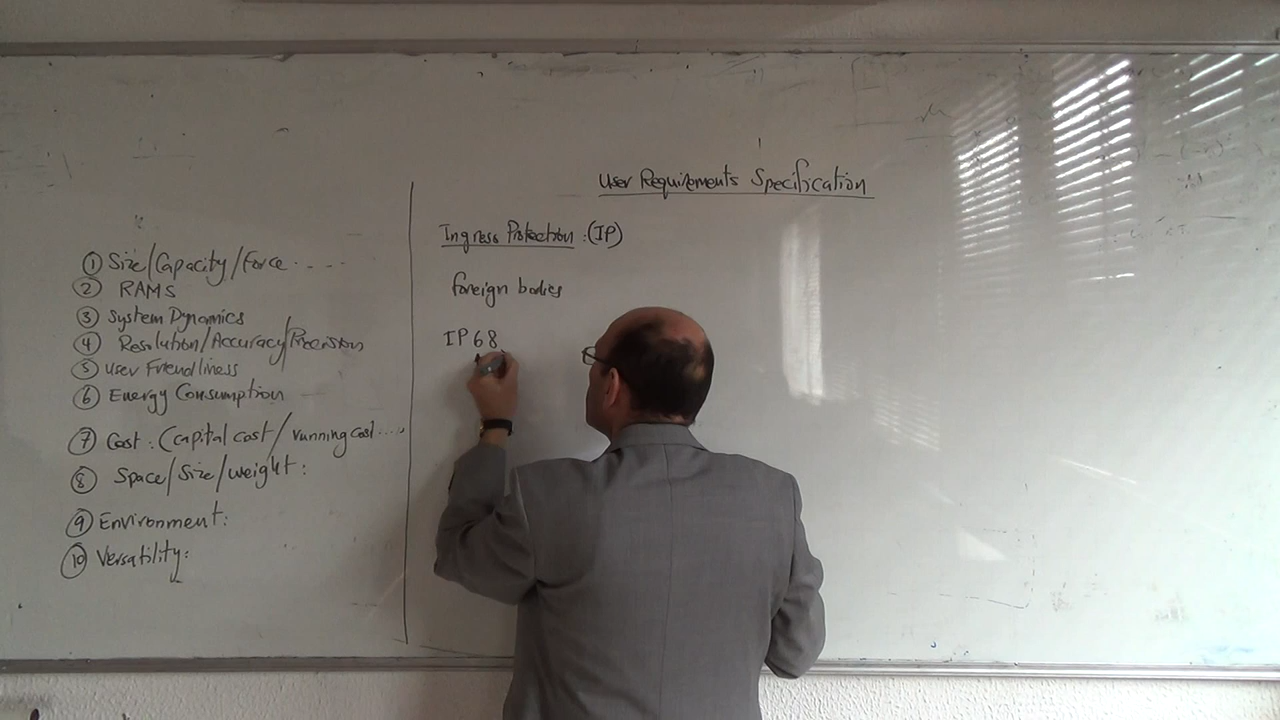 User Requirements Specification
① Size/Capacity/Force . - - -
② RAMS
③ System Dynamics
④ Resolution/Accuracy/Precision
⑤ User Friendliness
⑥ Energy Consumption
⑦ Cost : (capital cost / running cost ....
⑧ Space/Size/weight :
⑨ Environment :
⑩ Versatility :
Ingress Protection : (IP)
foreign bodies
IP 68